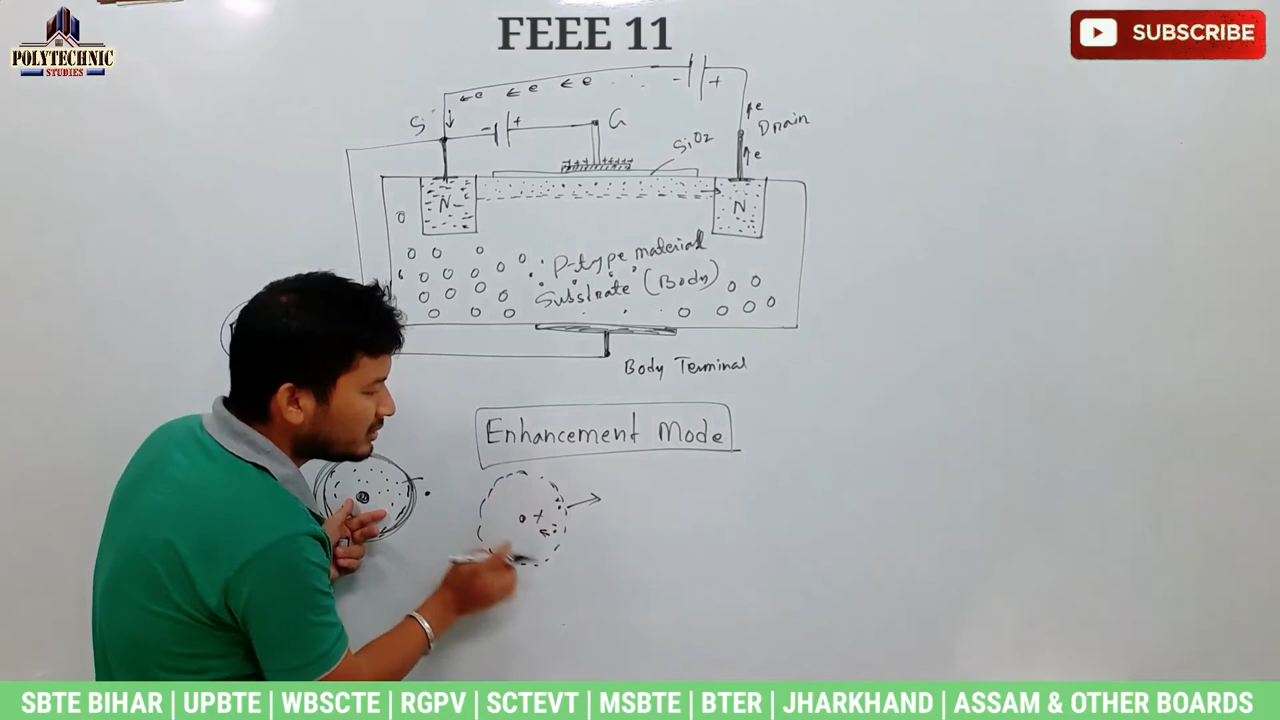 FEEE 11
POLYTECHNIC
STUDIES
SUBSCRIBE
- +
e e e
S
- +
G
SiO2
e
Drain
e
N
N
P-type material
Substrate (Body)
Body Terminal
Enhancement Mode
+
SBTE BIHAR | UPBTE | WBSCTE | RGPV | SCTEVT | MSBTE | BTER | JHARKHAND | ASSAM & OTHER BOARDS